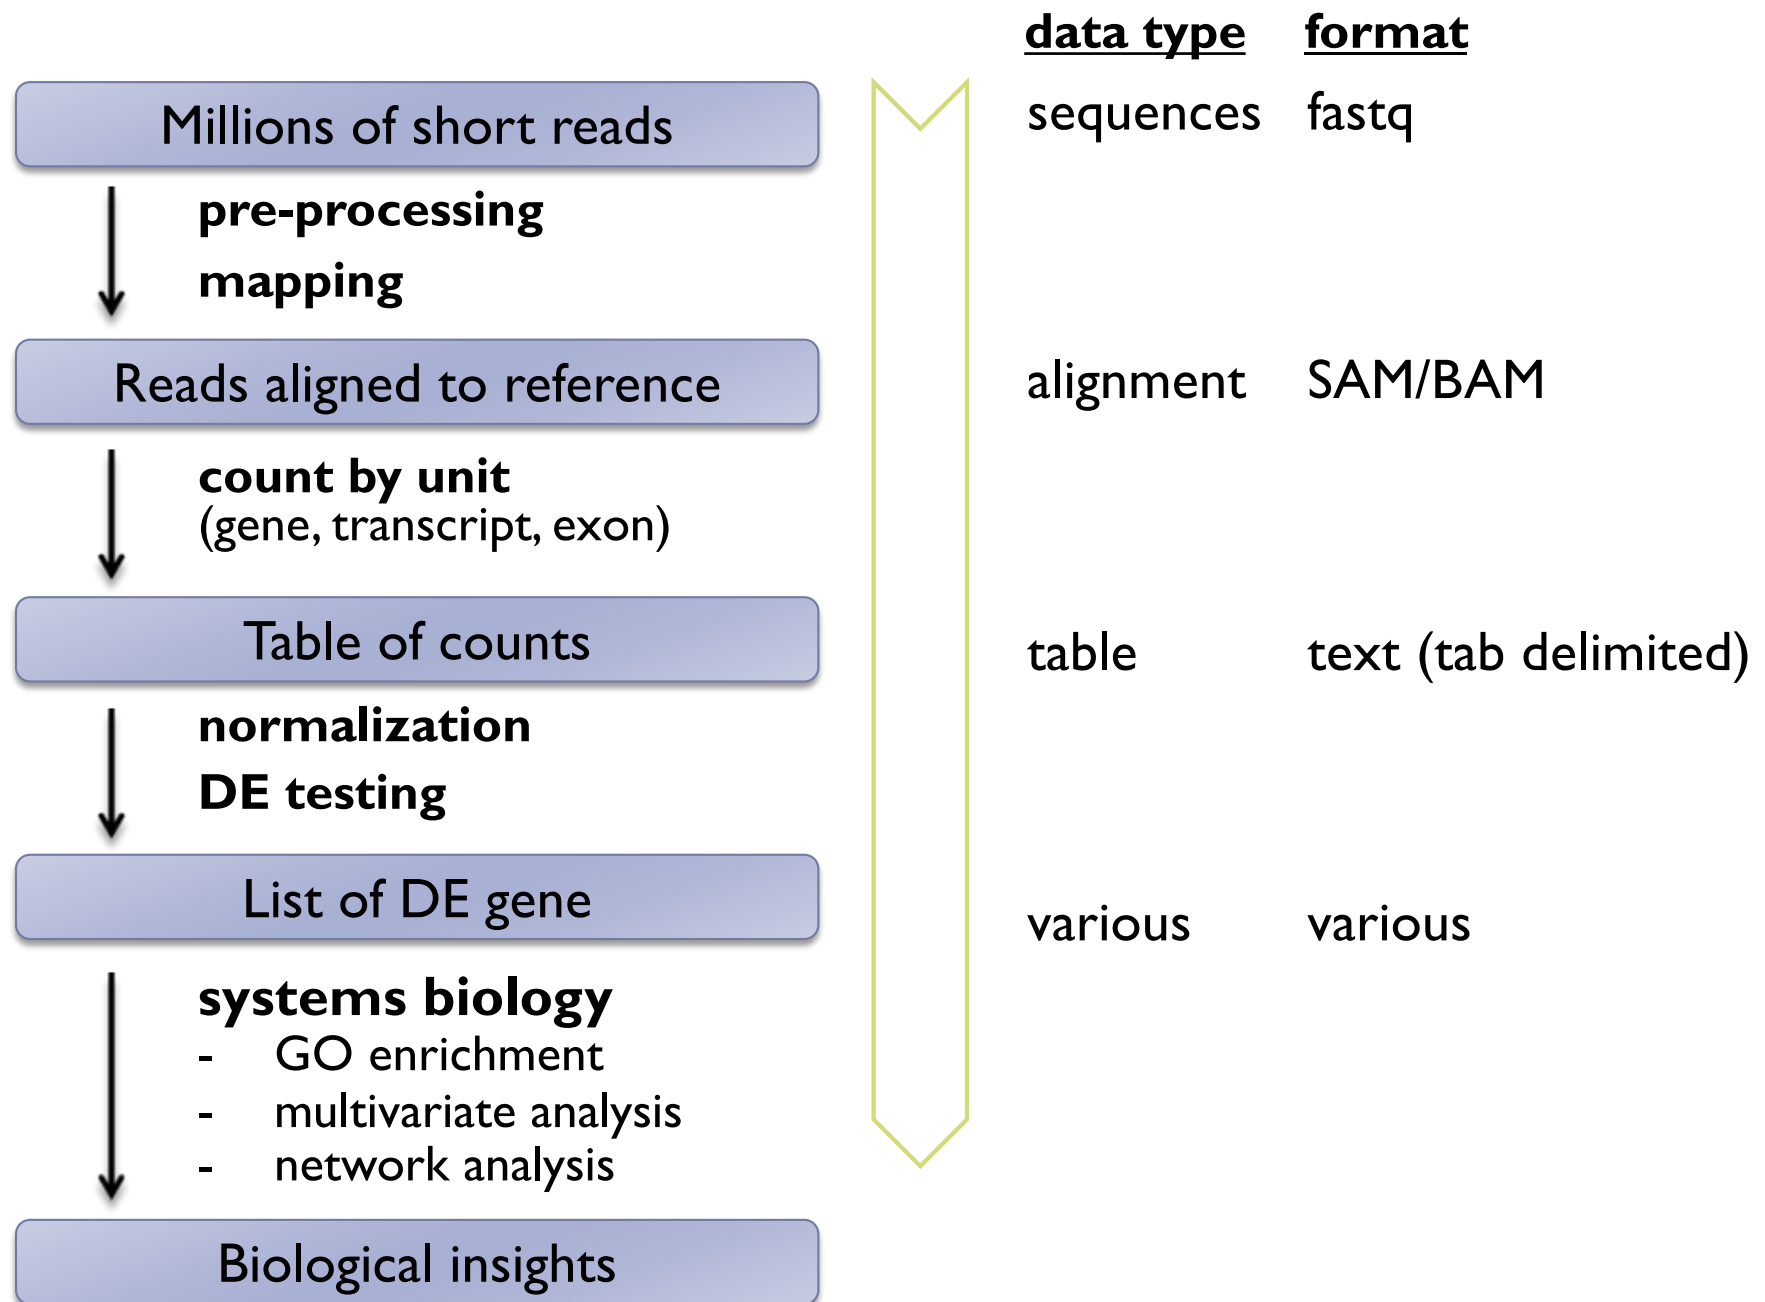 data type format
Millions of short reads
sequences fastq
pre-processing
mapping
Reads aligned to reference
alignment SAM/BAM
count by unit
(gene, transcript, exon)
Table of counts
table text (tab delimited)
normalization
DE testing
List of DE gene
various various
systems biology
- GO enrichment
- multivariate analysis
- network analysis
Biological insights